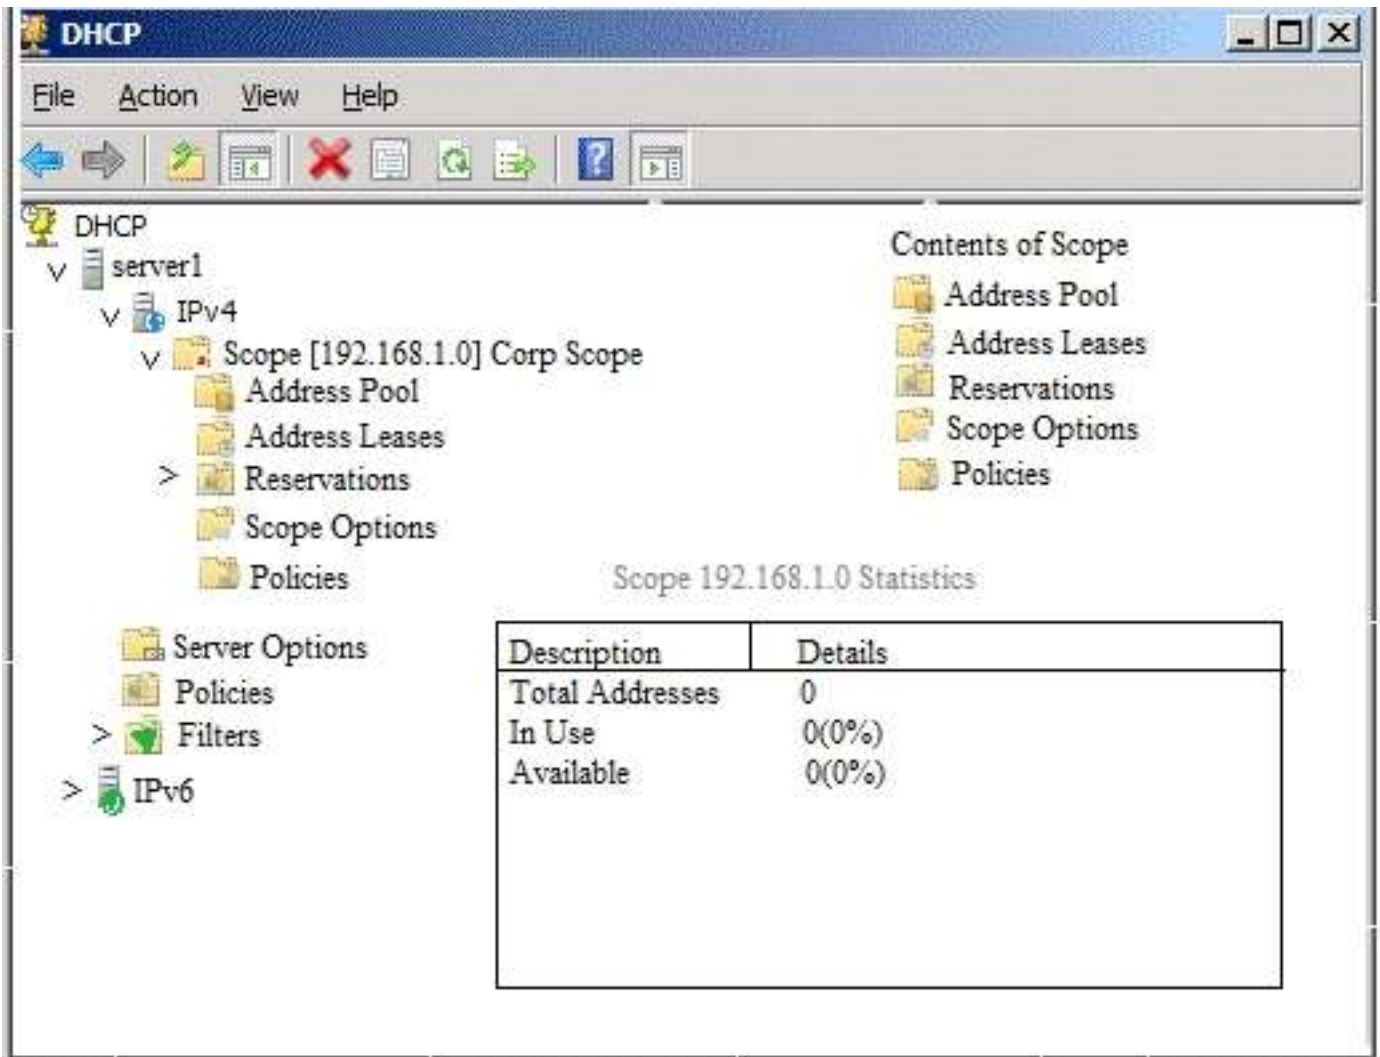 DHCP
File Action View Help
DHCP
server1
IPv4
Scope [192.168.1.0] Corp Scope
Address Pool
Address Leases
Reservations
Scope Options
Policies
Server Options
Policies
Filters
IPv6
Contents of Scope
Address Pool
Address Leases
Reservations
Scope Options
Policies
Scope 192.168.1.0 Statistics
Description Details
Total Addresses 0
In Use 0(0%)
Available 0(0%)